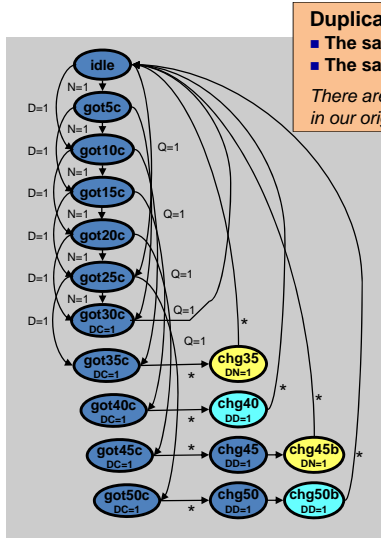 Duplica
■ The sa
■ The sa
There are
in our orig
idle
N=1
D=1
got5c
N=1
D=1
got10c
Q=1
N=1
D=1
got15c
Q=1
N=1
D=1
got20c
N=1
D=1
got25c
Q=1
N=1
got30c
DC=1
Q=1
D=1
Q=1
*
got35c
DC=1
*
chg35
DN=1
*
got40c
DC=1
*
chg40
DD=1
*
got45c
DC=1
*
chg45
DD=1
chg45b
DN=1
*
got50c
DC=1
*
chg50
DD=1
chg50b
DD=1